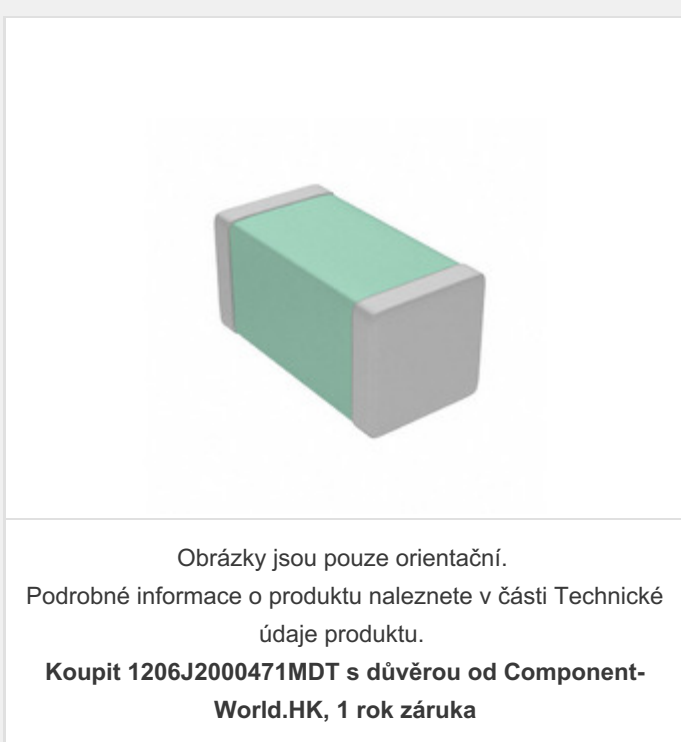 Obrázky jsou pouze orientační.
Podrobné informace o produktu naleznete v části Technické
údaje produktu.
Koupit 1206J2000471MDT s důvěrou od Component-
World.HK, 1 rok záruka